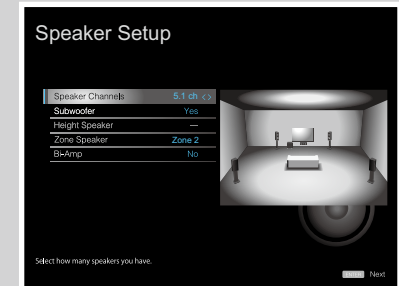 Speaker Setup
Speaker Channels 5.1 ch <>
Subwoofer Yes
Height Speaker ---
Zone Speaker Zone 2
Bi-Amp No
Select how many speakers you have.
ENTER Next